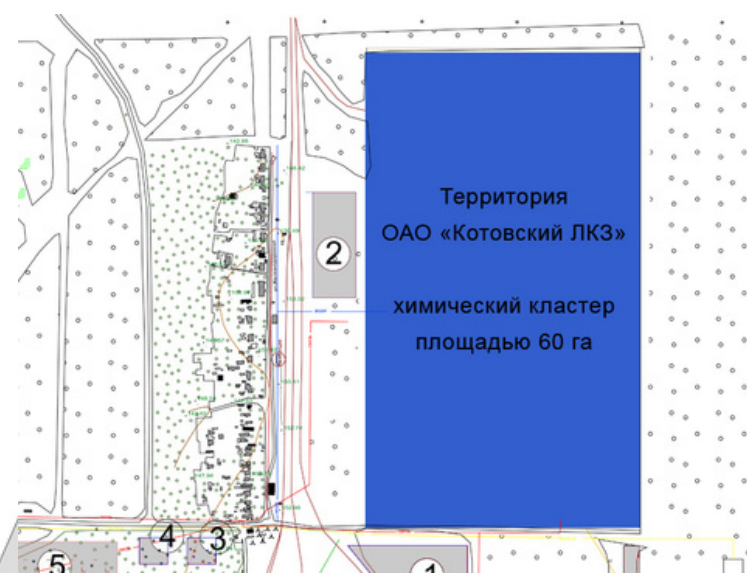 Территория
ОАО «Котовский ЛКЗ»
2
химический кластер
площадью 60 га
4
3
5
1